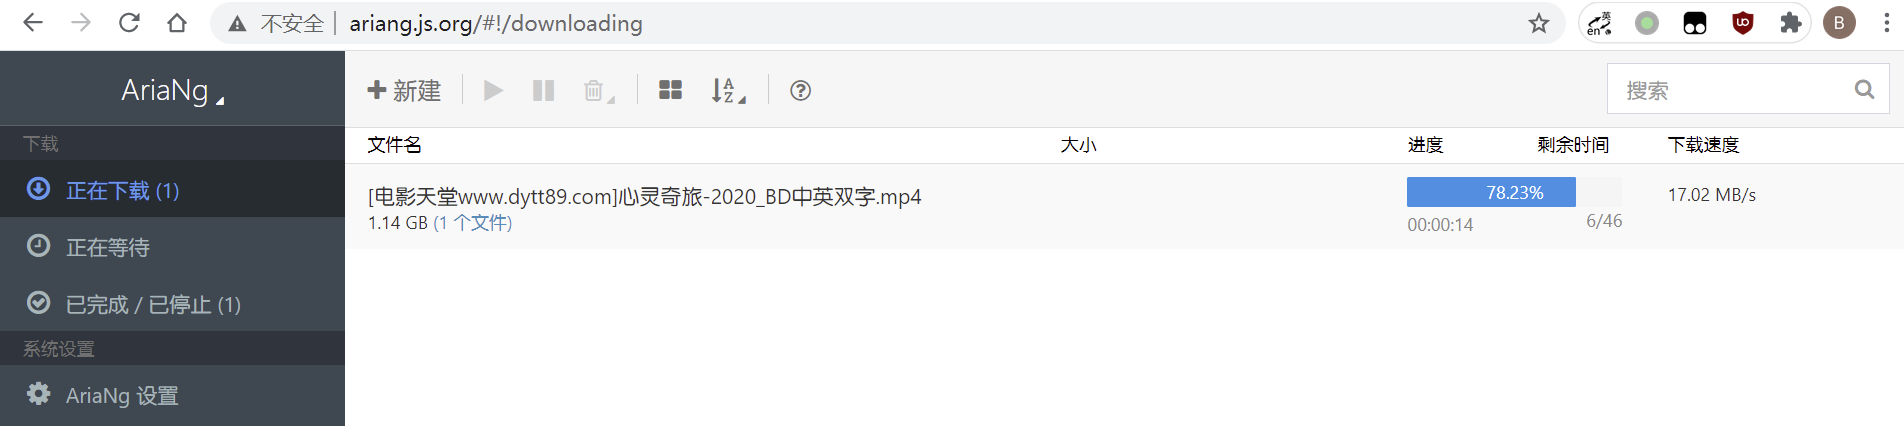 不安全 | ariang.js.org/#!/downloading
英
en
B
AriaNg
新建
搜索
下载
文件名 大小 进度 剩余时间 下载速度
正在下载 (1)
[电影天堂www.dytt89.com]心灵奇旅-2020_BD中英双字.mp4
78.23%
17.02 MB/s
1.14 GB (1 个文件)
00:00:14
6/46
正在等待
已完成 / 已停止 (1)
系统设置
AriaNg 设置